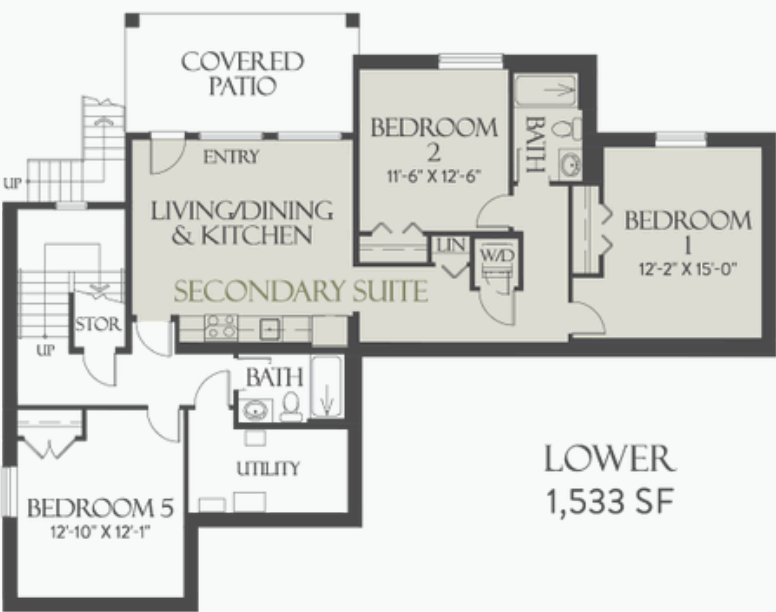 COVERED
PATIO
UP
ENTRY
LIVING/DINING
& KITCHEN
BEDROOM
2
11'-6" X 12'-6"
BATH
BEDROOM
1
12'-2" X 15'-0"
LIN
W/D
SECONDARY SUITE
STOR
UP
BATH
UTILITY
BEDROOM 5
12'-10" X 12'-1"
LOWER
1,533 SF